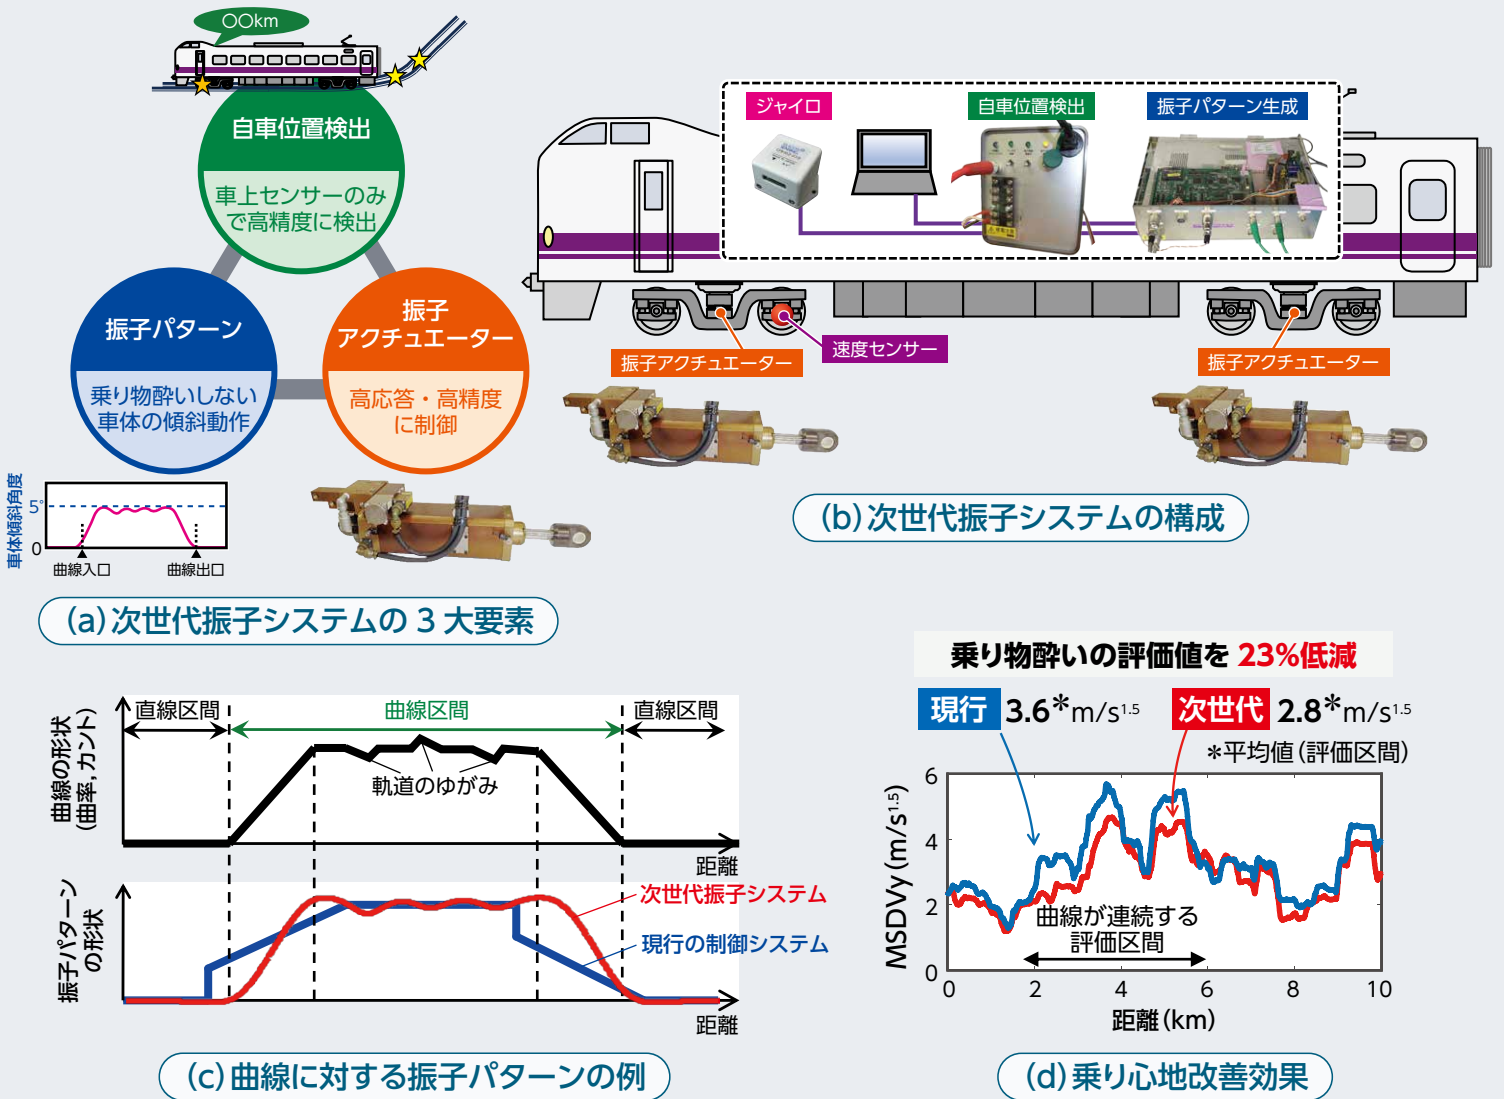 〇〇km
自車位置検出
車上センサーのみ
で高精度に検出
振子パターン
乗り物酔いしない
車体の傾斜動作
振子
アクチュエーター
高応答・高精度
に制御
車体傾斜角度
5°
0
曲線入口
曲線出口
(a)次世代振子システムの3大要素
ジャイロ
自車位置検出
振子パターン生成
振子アクチュエーター
速度センサー
振子アクチュエーター
(b)次世代振子システムの構成
曲線の形状
(曲率,カント)
直線区間
曲線区間
直線区間
軌道のゆがみ
距離
振子パターン
の形状
次世代振子システム
現行の制御システム
距離
(c)曲線に対する振子パターンの例
乗り物酔いの評価値を 23%低減
現行 3.6*m/s1.5
次世代 2.8*m/s1.5
*平均値(評価区間)
MSDVy(m/s1.5)
6
4
2
0
曲線が連続する
評価区間
0 2 4 6 8 10
距離(km)
(d)乗り心地改善効果